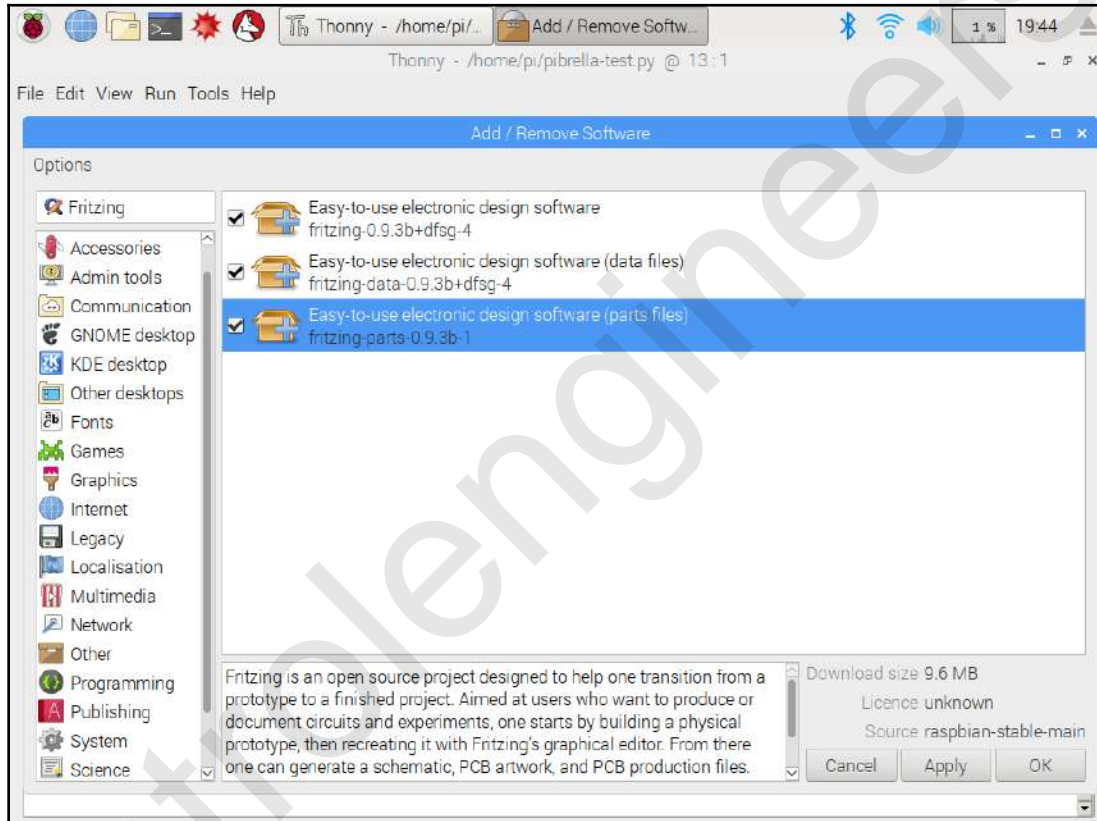 Thonny - /home/pi/...
Add / Remove Softw...
1 %
19:44
Thonny - /home/pi/pibrella-test.py @ 13:1
File Edit View Run Tools Help
Add / Remove Software
Options
Fritzing
Accessories
Admin tools
Communication
GNOME desktop
KDE desktop
Other desktops
Fonts
Games
Graphics
Internet
Legacy
Localisation
Multimedia
Network
Other
Programming
Publishing
System
Science
Easy-to-use electronic design software
fritzing-0.9.3b+dfsg-4
Easy-to-use electronic design software (data files)
fritzing-data-0.9.3b+dfsg-4
Easy-to-use electronic design software (parts files)
fritzing-parts-0.9.3b-1
Fritzing is an open source project designed to help one transition from a
prototype to a finished project. Aimed at users who want to produce or
document circuits and experiments, one starts by building a physical
prototype, then recreating it with Fritzing's graphical editor. From there
one can generate a schematic, PCB artwork, and PCB production files.
Download size 9.6 MB
Licence unknown
Source raspbian-stable-main
Cancel
Apply
OK
trolengineer